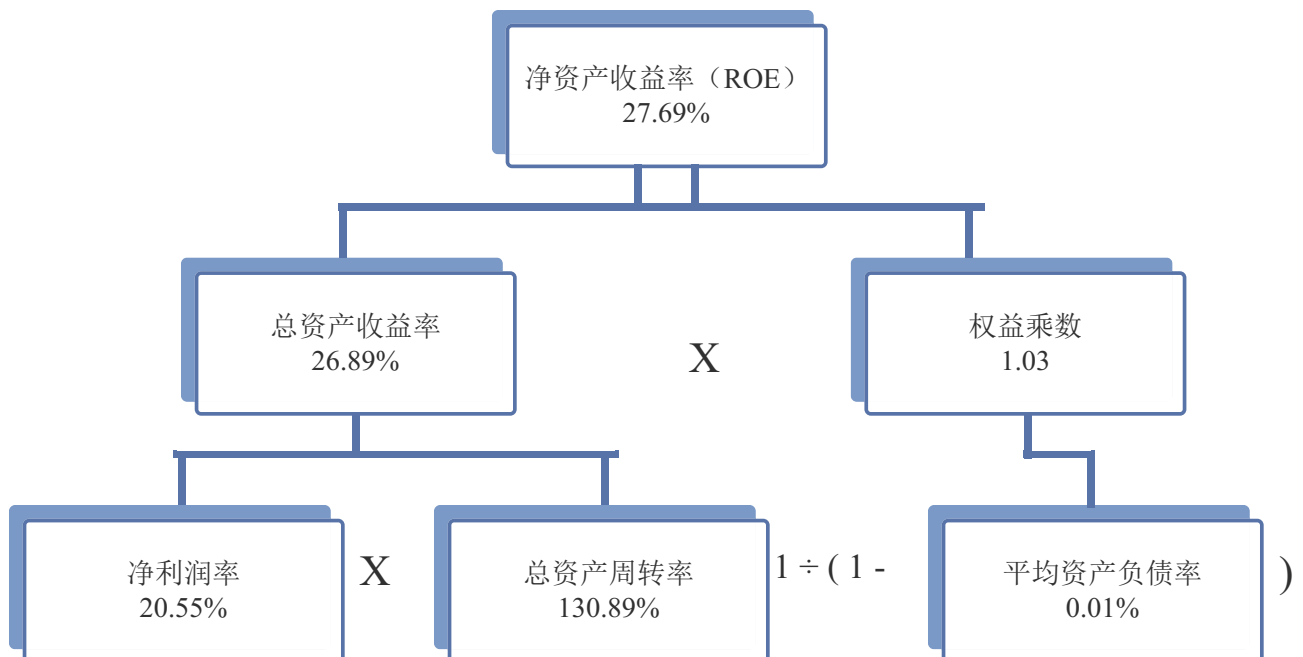 净资产收益率（ROE）
27.69%
总资产收益率
26.89%
X
权益乘数
1.03
净利润率
20.55%
X
总资产周转率
130.89%
1 ÷ ( 1 -
平均资产负债率
0.01%
)